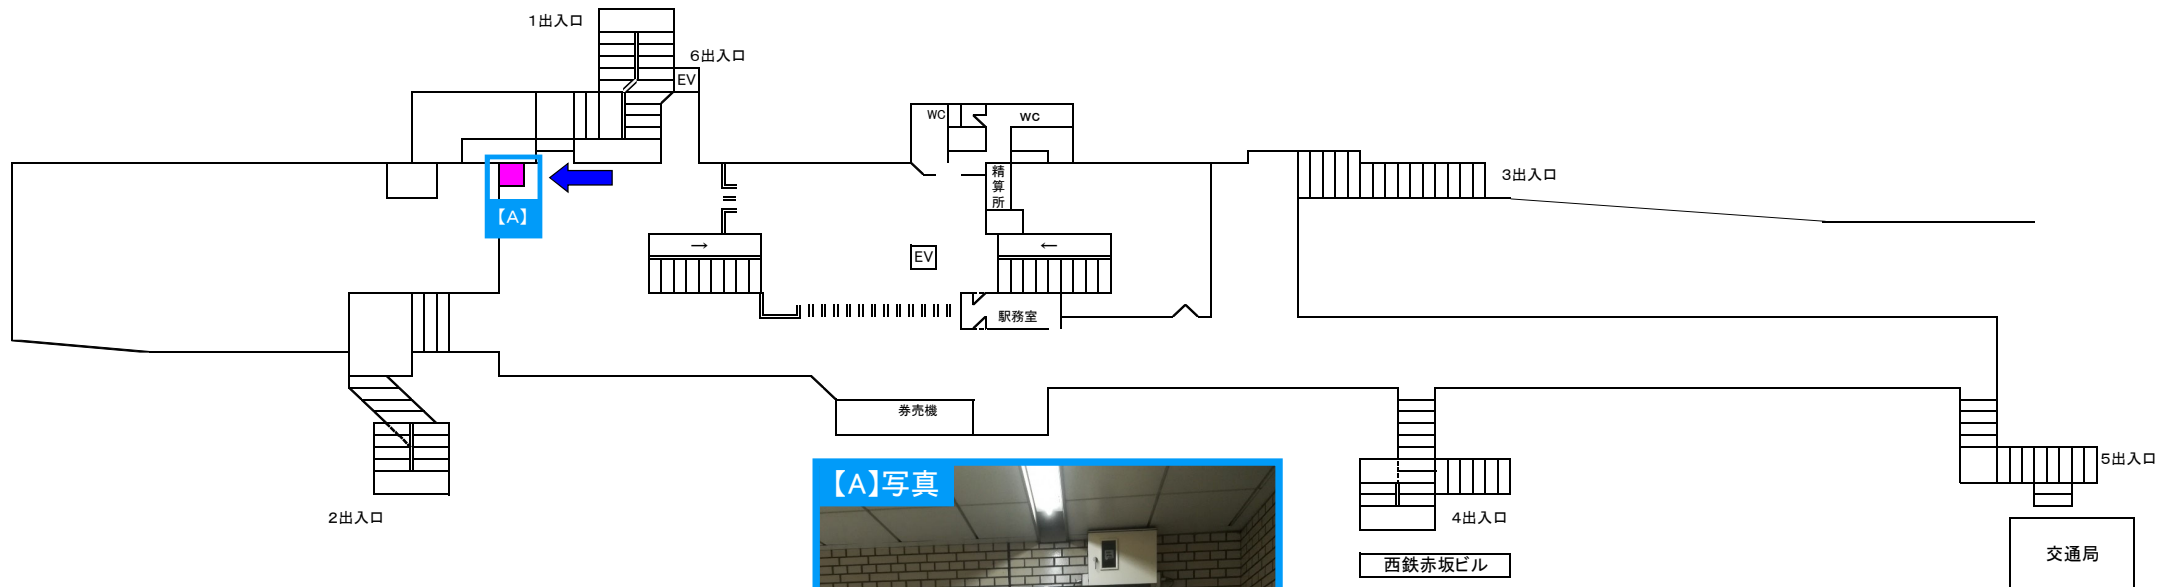 1出入口
6出入口
EV
WC
WC
精算所
3出入口
【A】
→
←
EV
駅務室
券売機
5出入口
【A】写真
2出入口
4出入口
交通局
西鉄赤坂ビル